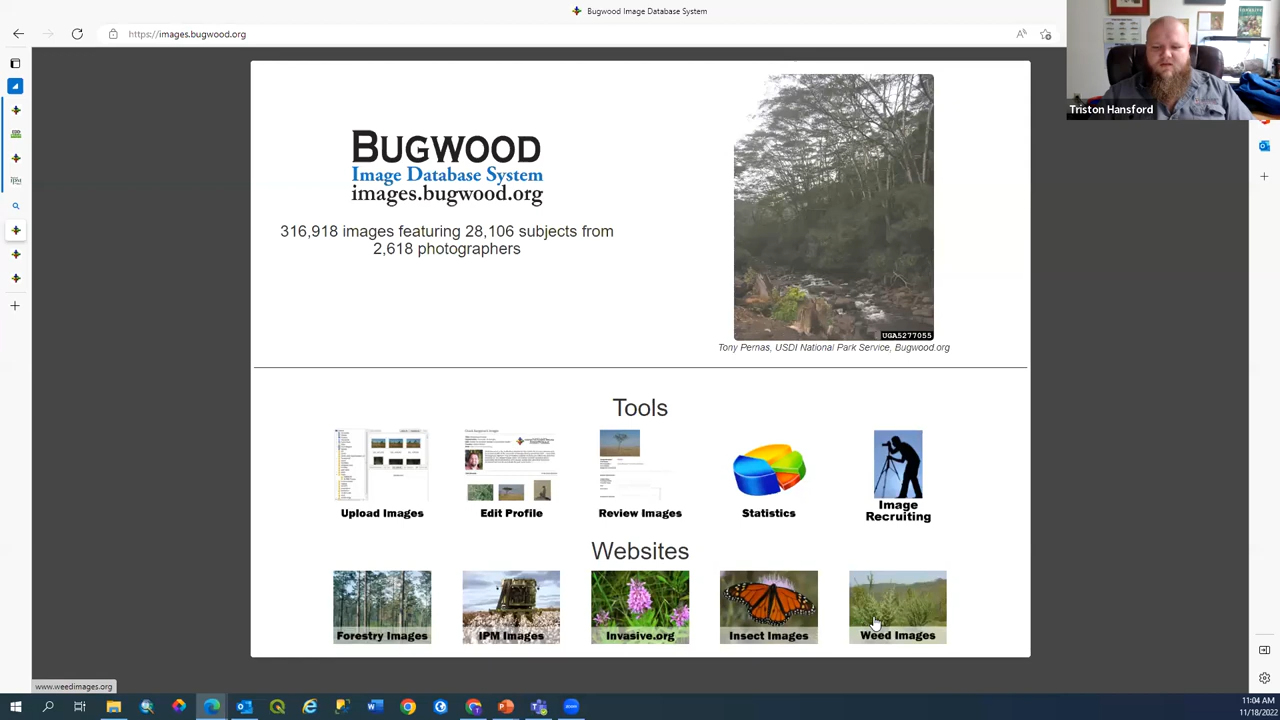 Bugwood Image Database System
https://images.bugwood.org
Triston Hansford
BUGWOOD
Image Database System
images.bugwood.org
316,918 images featuring 28,106 subjects from
2,618 photographers
UGA5277055
Tony Pernas, USDI National Park Service, Bugwood.org
Tools
Upload Images
Edit Profile
Review Images
Statistics
Image
Recruiting
Websites
Forestry Images
IPM Images
Invasive.org
Insect Images
Weed Images
www.weedimages.org
11:04 AM
11/18/2022